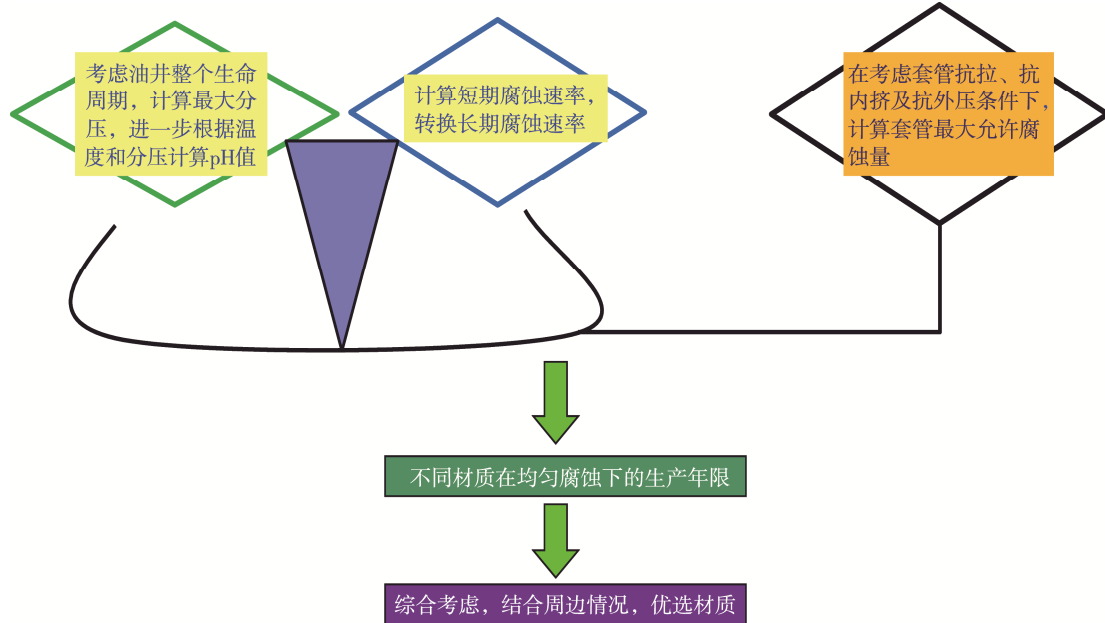 考虑油井整个生命
周期，计算最大分
压，进一步根据温
度和分压计算pH值
计算短期腐蚀速率，
转换长期腐蚀速率
在考虑套管抗拉、抗
内挤及抗外压条件下，
计算套管最大允许腐
蚀量
不同材质在均匀腐蚀下的生产年限
综合考虑，结合周边情况，优选材质